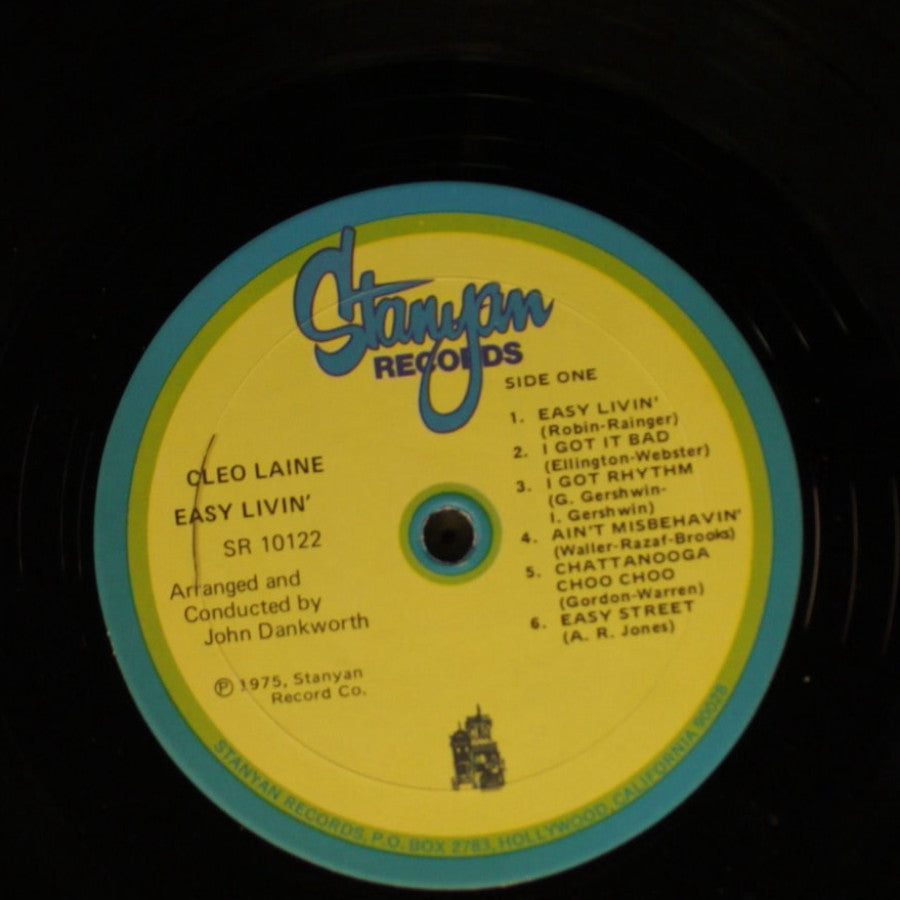 Stanyan
RECORDS
SIDE ONE
1. EASY LIVIN'
(Robin-Rainger)
2. I GOT IT BAD
(Ellington-Webster)
3. I GOT RHYTHM
(G. Gershwin-
I. Gershwin)
4. AIN'T MISBEHAVIN'
(Waller-Razaf-Brooks)
5. CHATTANOOGA
CHOO CHOO
(Gordon-Warren)
6. EASY STREET
(A. R. Jones)
CLEO LAINE
EASY LIVIN'
SR 10122
Arranged and
Conducted by
John Dankworth
℗ 1975, Stanyan
Record Co.
STANYAN RECORDS, P.O. BOX 2783, HOLLYWOOD, CALIFORNIA 90028